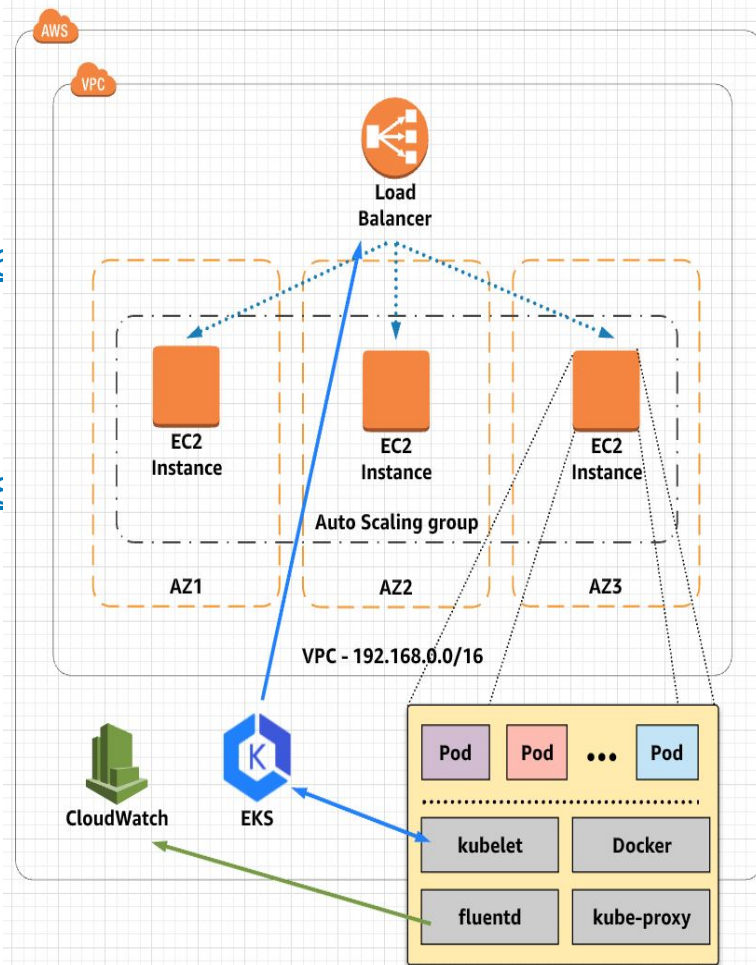 AWS
VPC
Load
Balancer
EC2
Instance
EC2
Instance
EC2
Instance
Auto Scaling group
AZ1
AZ2
AZ3
VPC - 192.168.0.0/16
Pod
Pod
•••
Pod
K
CloudWatch
EKS
kubelet
Docker
fluentd
kube-proxy